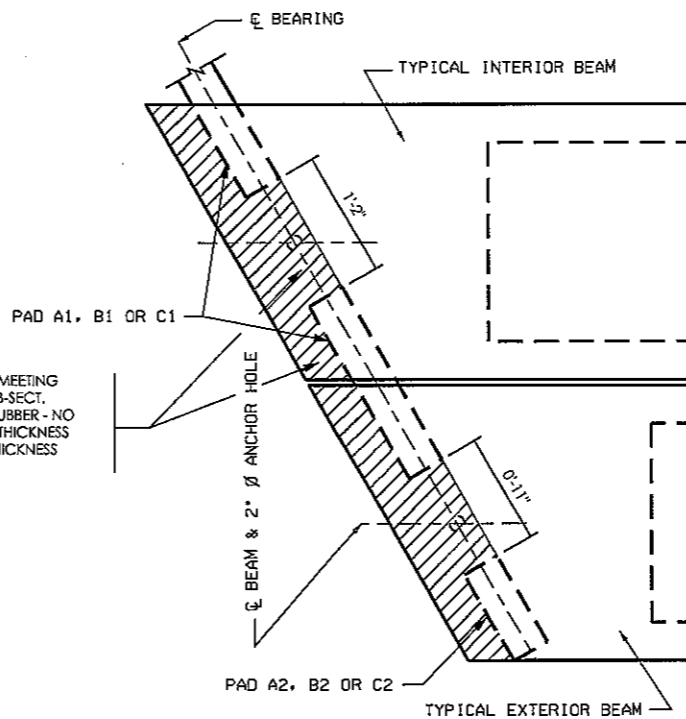 ℄ BEARING
TYPICAL INTERIOR BEAM
1'-2"
PAD A1, B1 OR C1
MEETING
B-SECT.
UBBER - NO
THICKNESS
HICKNESS
℄ BEAM & 2" Ø ANCHOR HOLE
0'-11"
PAD A2, B2 OR C2
TYPICAL EXTERIOR BEAM